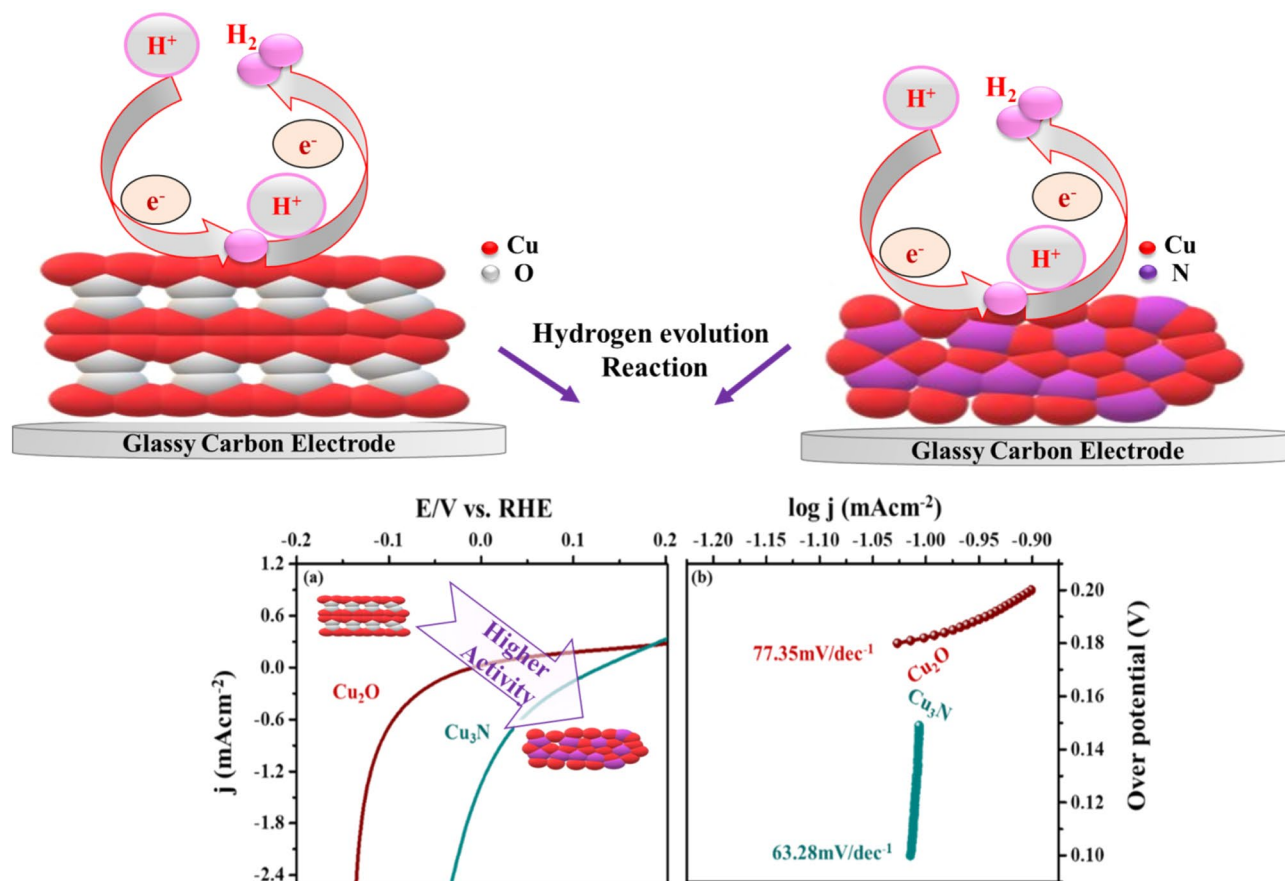 H⁺
H₂
e⁻
e⁻
H⁺
Cu
O
Glassy Carbon Electrode
Hydrogen evolution
Reaction
H⁺
H₂
e⁻
e⁻
H⁺
Cu
N
Glassy Carbon Electrode
E/V vs. RHE
-0.2 -0.1 0.0 0.1 0.2
(a)
1.2
0.6
0.0
-0.6
-1.2
-1.8
-2.4
j (mAcm⁻²)
Higher
Activity
Cu₂O
Cu₃N
log j (mAcm⁻²)
-1.20 -1.15 -1.10 -1.05 -1.00 -0.95 -0.90
(b)
77.35mV/dec⁻¹
Cu₂O
Cu₃N
63.28mV/dec⁻¹
0.20
0.18
0.16
0.14
0.12
0.10
Over potential (V)